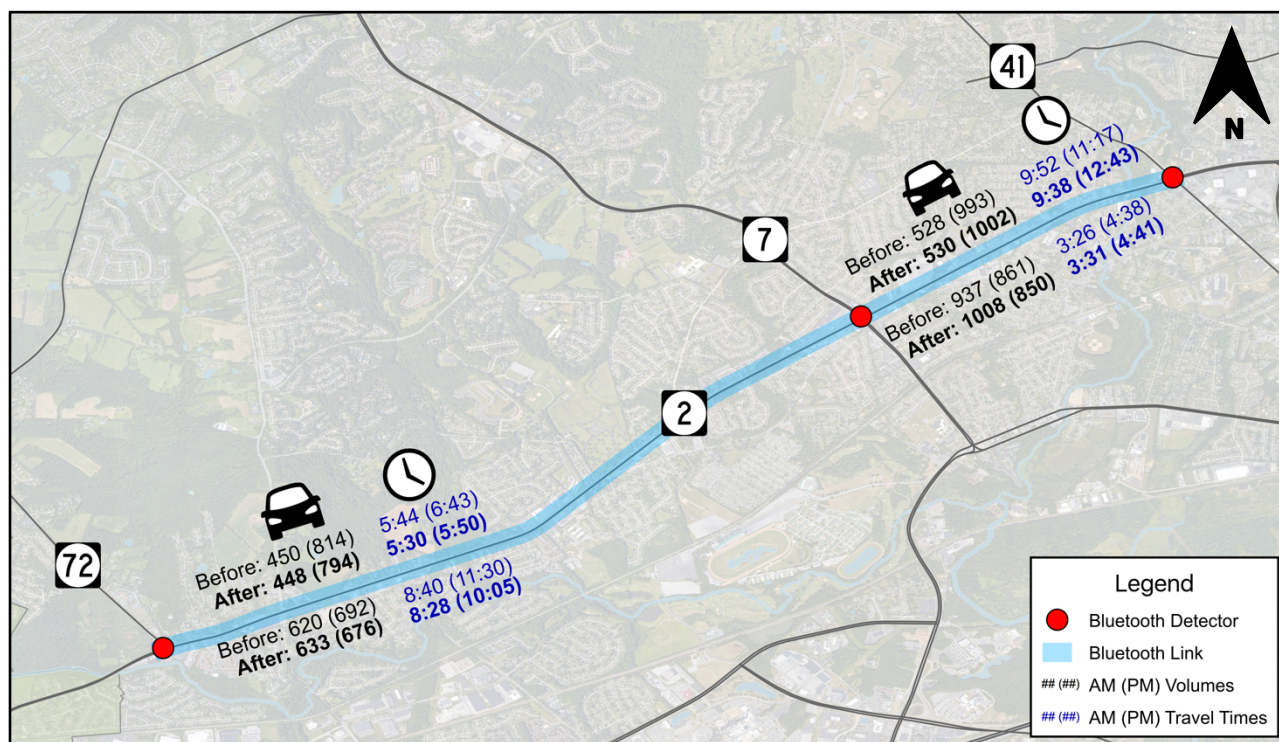 41
N
9:52 (11:17)
9:38 (12:43)
Before: 528 (993)
After: 530 (1002)
3:26 (4:38)
3:31 (4:41)
7
Before: 937 (861)
After: 1008 (850)
2
5:44 (6:43)
5:30 (5:50)
Before: 450 (814)
After: 448 (794)
72
8:40 (11:30)
8:28 (10:05)
Before: 620 (692)
After: 633 (676)
Legend
Bluetooth Detector
Bluetooth Link
## (##) AM (PM) Volumes
## (##) AM (PM) Travel Times